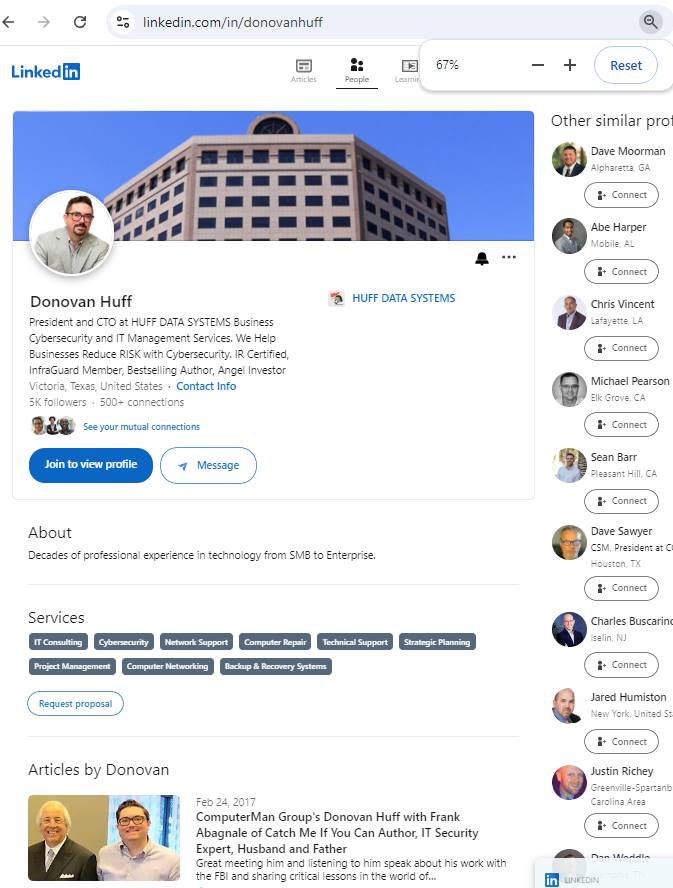 linkedin.com/in/donovanhuff
67%
Reset
Linked in
Articles
People
Learnin
Donovan Huff
HUFF DATA SYSTEMS
President and CTO at HUFF DATA SYSTEMS Business
Cybersecurity and IT Management Services. We Help
Businesses Reduce RISK with Cybersecurity. IR Certified,
InfraGuard Member, Bestselling Author, Angel Investor
Victoria, Texas, United States · Contact Info
5K followers · 500+ connections
See your mutual connections
Join to view profile
Message
About
Decades of professional experience in technology from SMB to Enterprise.
Services
IT Consulting
Cybersecurity
Network Support
Computer Repair
Technical Support
Strategic Planning
Project Management
Computer Networking
Backup & Recovery Systems
Request proposal
Articles by Donovan
Feb 24, 2017
ComputerMan Group's Donovan Huff with Frank
Abagnale of Catch Me If You Can Author, IT Security
Expert, Husband and Father
Great meeting him and listening to him speak about his work with
the FBI and sharing critical lessons in the world of...
Other similar prof
Dave Moorman
Alpharetta, GA
Connect
Abe Harper
Mobile, AL
Connect
Chris Vincent
Lafayette, LA
Connect
Michael Pearson
Elk Grove, CA
Connect
Sean Barr
Pleasant Hill, CA
Connect
Dave Sawyer
CSM, President at C
Houston, TX
Connect
Charles Buscarino
Iselin, NJ
Connect
Jared Humiston
New York, United St
Connect
Justin Richey
Greenville-Spartanb
Carolina Area
Connect
Dan Weddle
in LINKEDIN